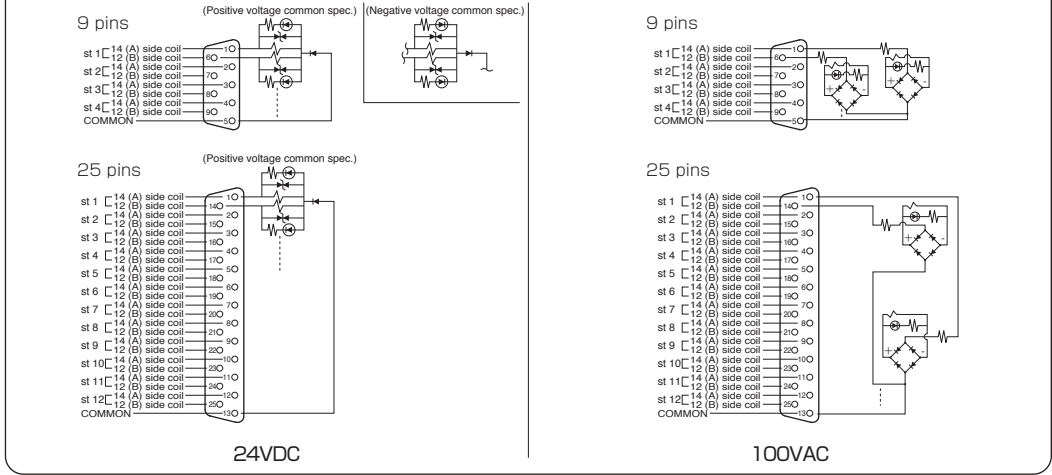 9 pins
(Positive voltage common spec.)
(Negative voltage common spec.)
st 1 14 (A) side coil 1
12 (B) side coil 6
st 2 14 (A) side coil 2
12 (B) side coil 7
st 3 14 (A) side coil 3
12 (B) side coil 8
st 4 14 (A) side coil 4
12 (B) side coil 9
COMMON 5
25 pins
(Positive voltage common spec.)
st 1 14 (A) side coil 1
12 (B) side coil 14
st 2 14 (A) side coil 2
12 (B) side coil 15
st 3 14 (A) side coil 3
12 (B) side coil 16
st 4 14 (A) side coil 4
12 (B) side coil 17
st 5 14 (A) side coil 5
12 (B) side coil 18
st 6 14 (A) side coil 6
12 (B) side coil 19
st 7 14 (A) side coil 7
12 (B) side coil 20
st 8 14 (A) side coil 8
12 (B) side coil 21
st 9 14 (A) side coil 9
12 (B) side coil 22
st 10 14 (A) side coil 10
12 (B) side coil 23
st 11 14 (A) side coil 11
12 (B) side coil 24
st 12 14 (A) side coil 12
12 (B) side coil 25
COMMON 13
24VDC
9 pins
st 1 14 (A) side coil 1
12 (B) side coil 6
st 2 14 (A) side coil 2
12 (B) side coil 7
st 3 14 (A) side coil 3
12 (B) side coil 8
st 4 14 (A) side coil 4
12 (B) side coil 9
COMMON 5
+ -
+ -
25 pins
st 1 14 (A) side coil 1
12 (B) side coil 14
st 2 14 (A) side coil 2
12 (B) side coil 15
st 3 14 (A) side coil 3
12 (B) side coil 16
st 4 14 (A) side coil 4
12 (B) side coil 17
st 5 14 (A) side coil 5
12 (B) side coil 18
st 6 14 (A) side coil 6
12 (B) side coil 19
st 7 14 (A) side coil 7
12 (B) side coil 20
st 8 14 (A) side coil 8
12 (B) side coil 21
st 9 14 (A) side coil 9
12 (B) side coil 22
st 10 14 (A) side coil 10
12 (B) side coil 23
st 11 14 (A) side coil 11
12 (B) side coil 24
st 12 14 (A) side coil 12
12 (B) side coil 25
COMMON 13
+ -
+ -
100VAC